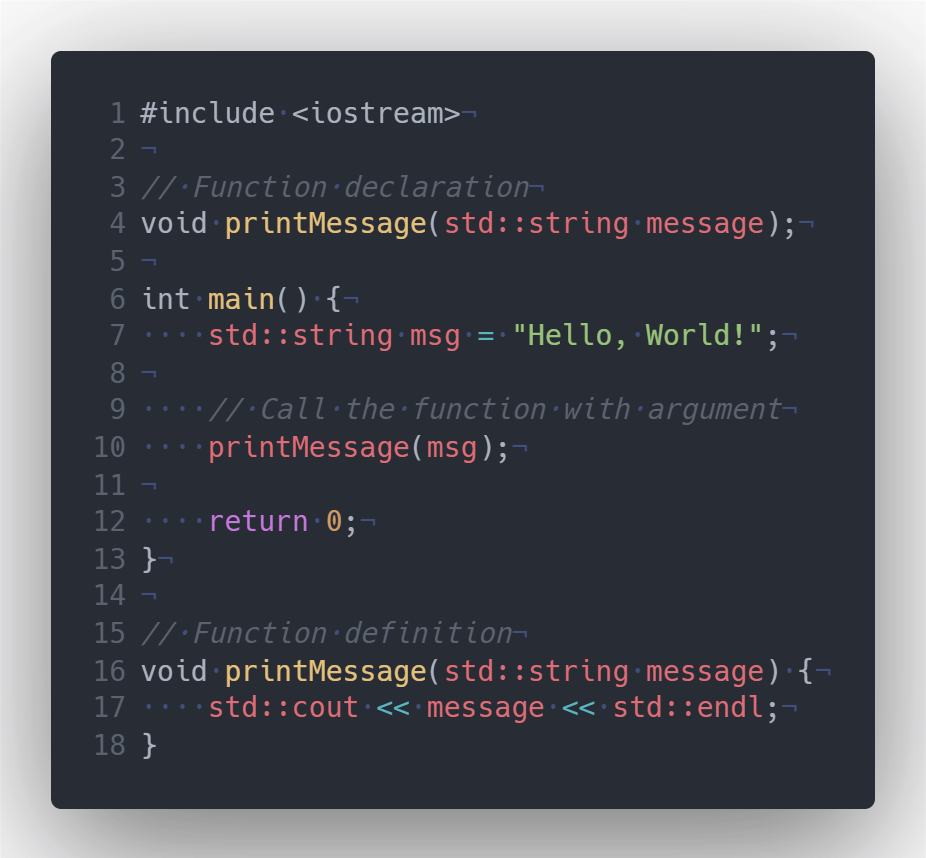 1 #include <iostream>
2
3 // Function declaration
4 void printMessage(std::string message);
5
6 int main() {
7     std::string msg = "Hello, World!";
8
9     // Call the function with argument
10     printMessage(msg);
11
12     return 0;
13 }
14
15 // Function definition
16 void printMessage(std::string message) {
17     std::cout << message << std::endl;
18 }